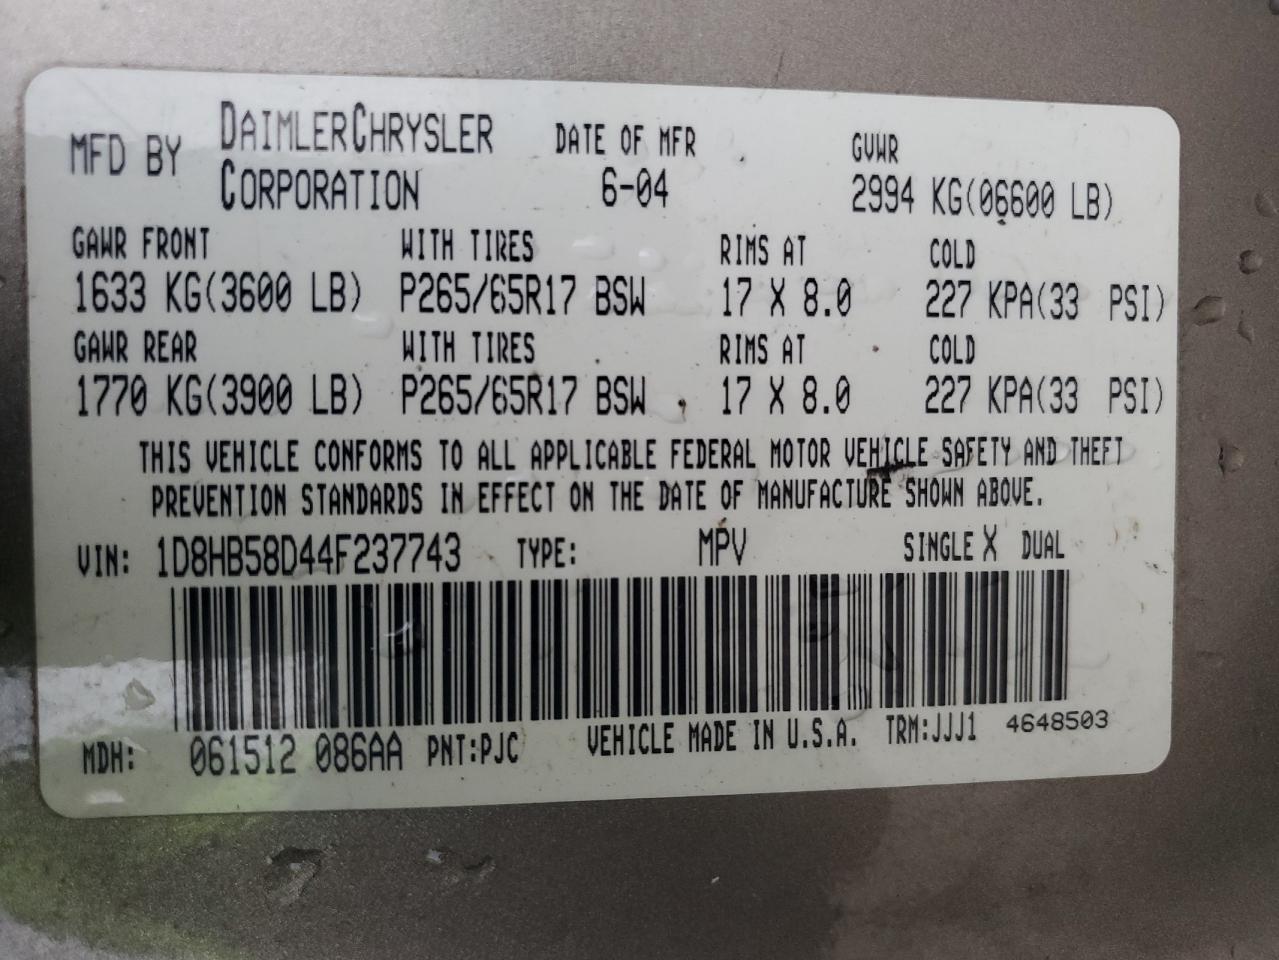 MFD BY DAIMLERCHRYSLER CORPORATION DATE OF MFR 6-04 GVWR 2994 KG(06600 LB)
GAWR FRONT WITH TIRES RIMS AT COLD
1633 KG(3600 LB) P265/65R17 BSW 17 X 8.0 227 KPA(33 PSI)
GAWR REAR WITH TIRES RIMS AT COLD
1770 KG(3900 LB) P265/65R17 BSW 17 X 8.0 227 KPA(33 PSI)
THIS VEHICLE CONFORMS TO ALL APPLICABLE FEDERAL MOTOR VEHICLE SAFETY AND THEFT
PREVENTION STANDARDS IN EFFECT ON THE DATE OF MANUFACTURE SHOWN ABOVE.
VIN: 1D8HB58D44F237743 TYPE: MPV SINGLE X DUAL
MDH: 061512 086AA PNT:PJC VEHICLE MADE IN U.S.A. TRM:JJJ1 4648503